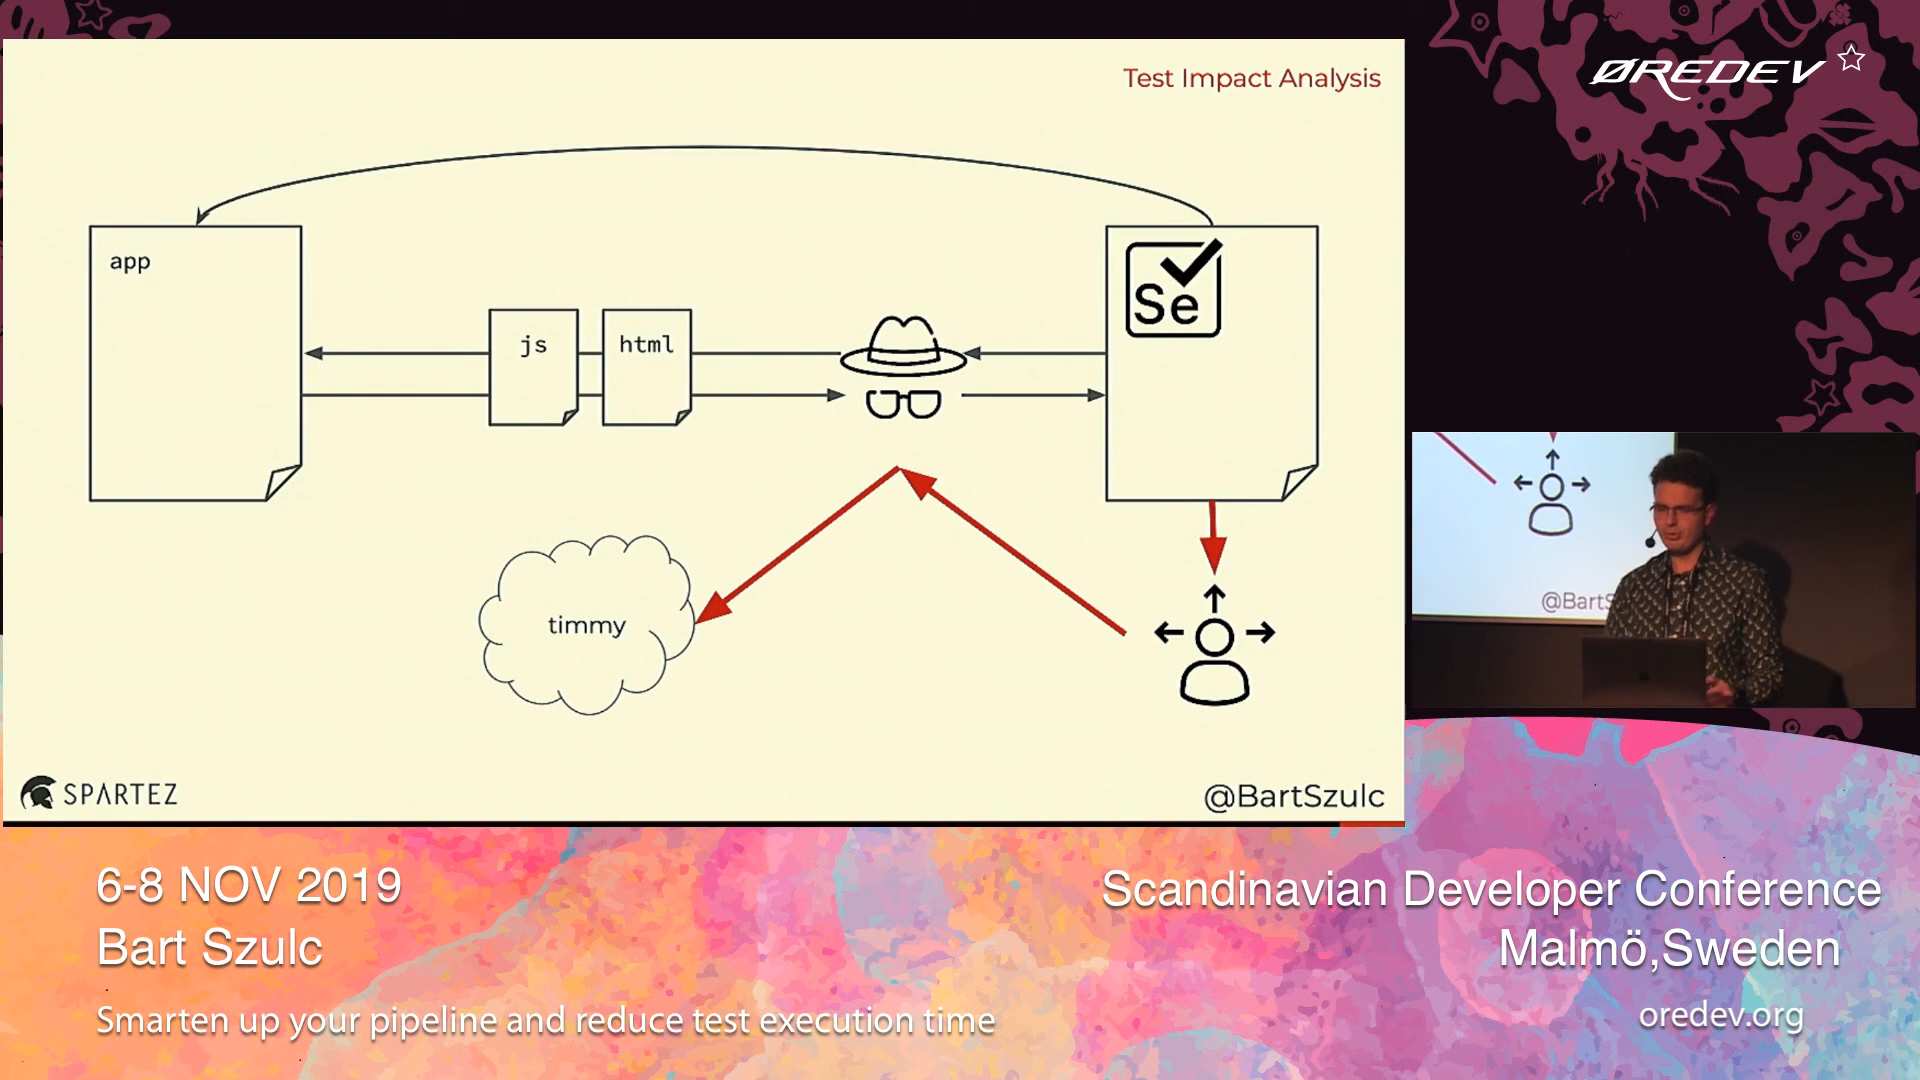 Test Impact Analysis
ØREDEV
app
js
html
Se
timmy
SPARTEZ
@BartSzulc
@BartS
6-8 NOV 2019
Bart Szulc
Smarten up your pipeline and reduce test execution time
Scandinavian Developer Conference
Malmö,Sweden
oredev.org